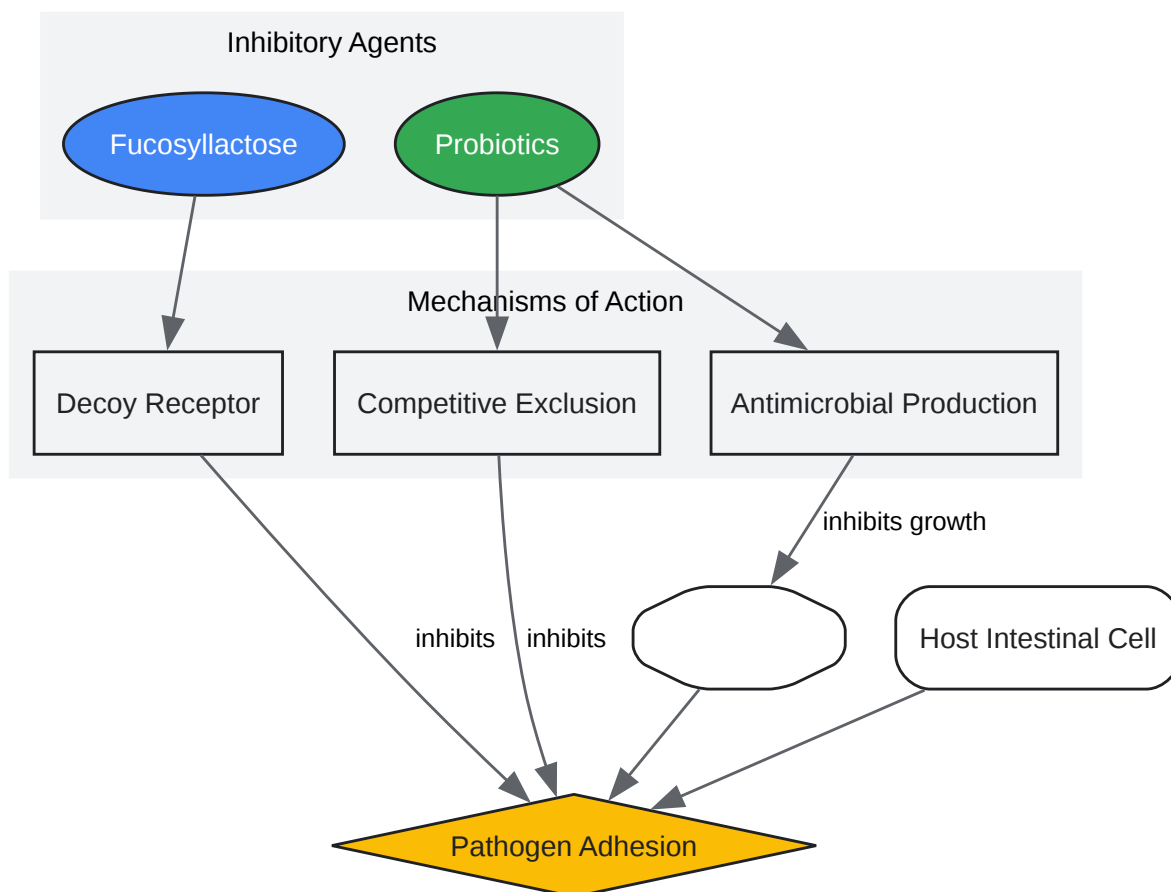 Inhibitory Agents
Fucosyllactose
Probiotics
Mechanisms of Action
Decoy Receptor
Competitive Exclusion
Antimicrobial Production
inhibits growth
inhibits
inhibits
Host Intestinal Cell
Pathogen Adhesion